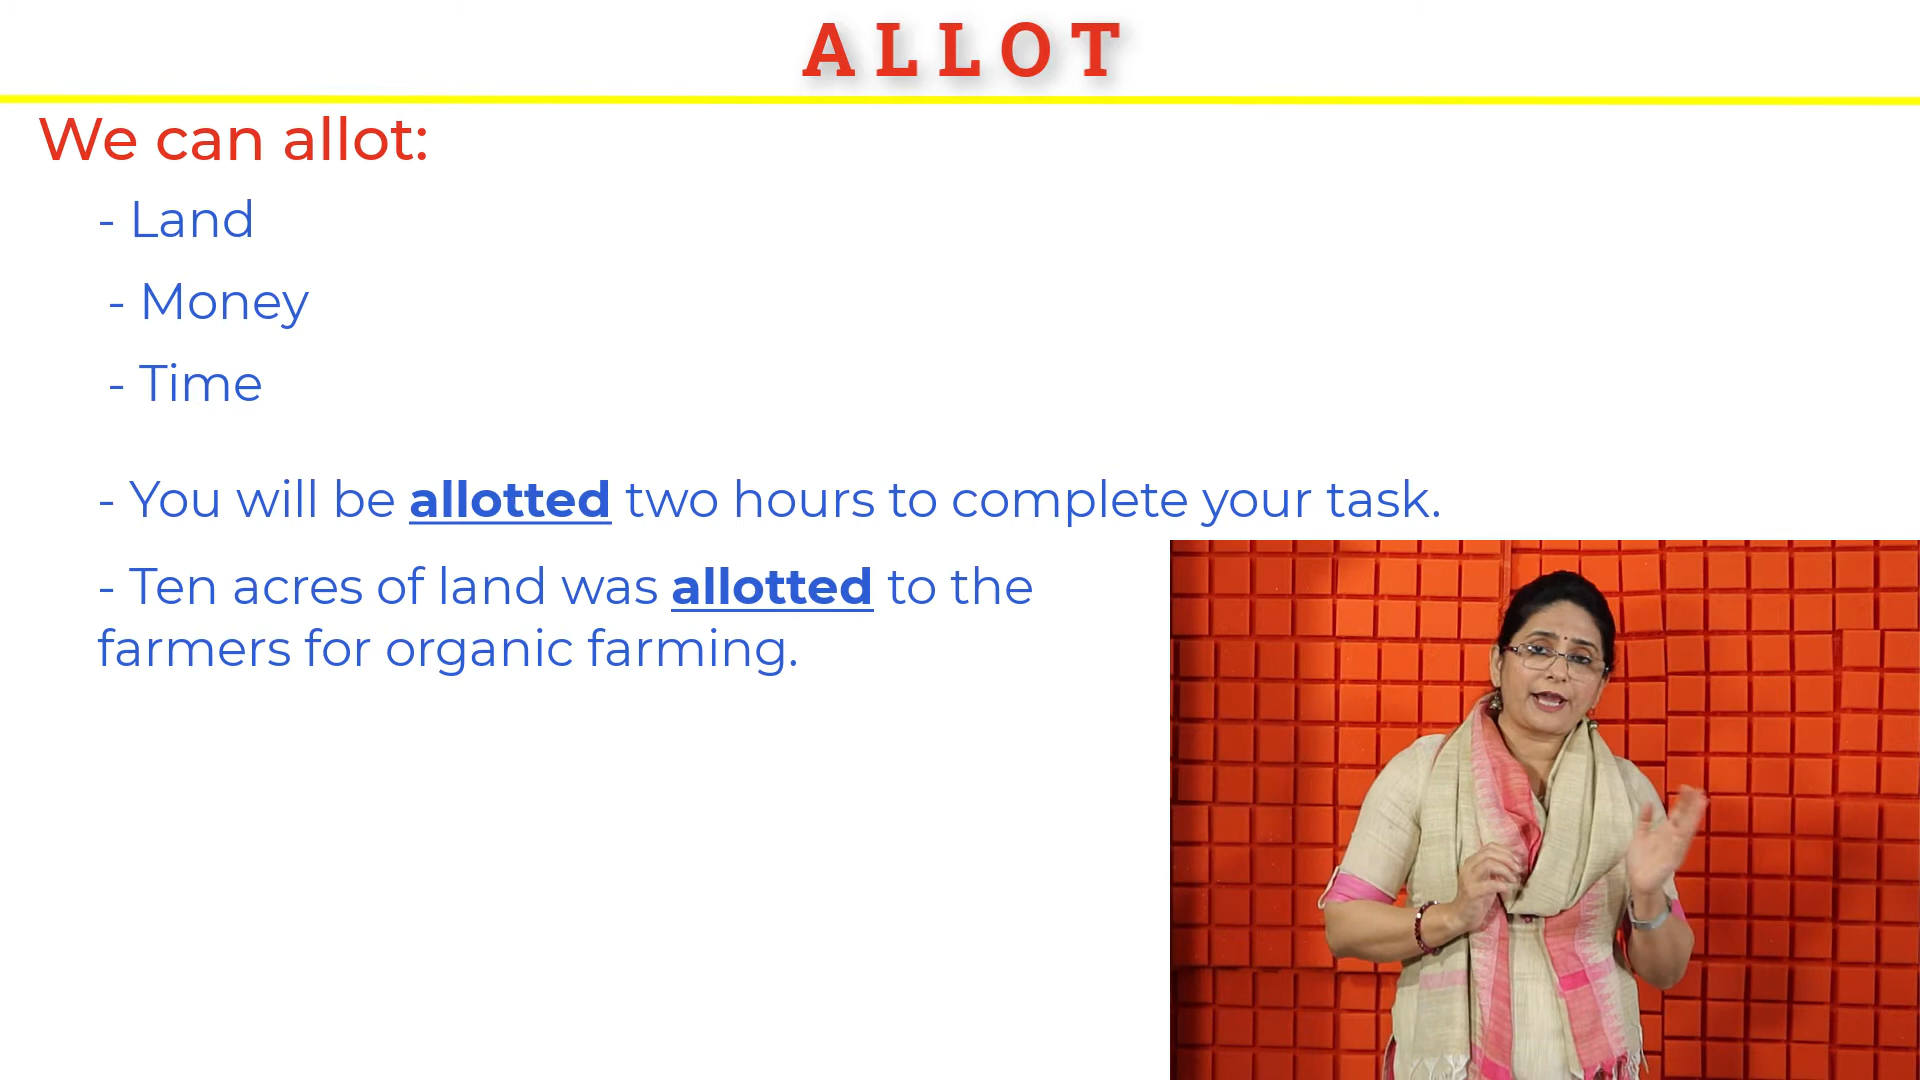 ALLOT
We can allot:
- Land
- Money
- Time
- You will be allotted two hours to complete your task.
- Ten acres of land was allotted to the
farmers for organic farming.